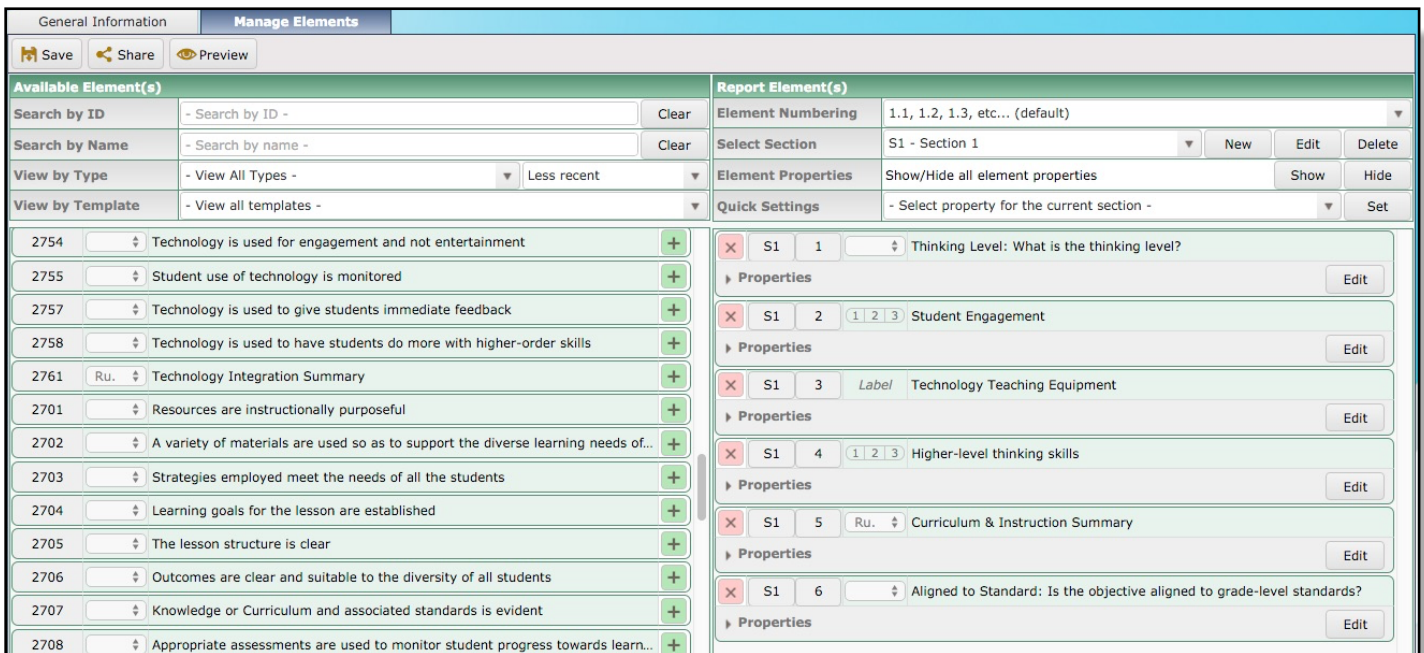 General Information Manage Elements
Save Share Preview
Available Element(s)
Search by ID - Search by ID - Clear
Search by Name - Search by name - Clear
View by Type - View All Types - Less recent
View by Template - View all templates -
2754 Technology is used for engagement and not entertainment +
2755 Student use of technology is monitored +
2757 Technology is used to give students immediate feedback +
2758 Technology is used to have students do more with higher-order skills +
2761 Ru. Technology Integration Summary +
2701 Resources are instructionally purposeful +
2702 A variety of materials are used so as to support the diverse learning needs of... +
2703 Strategies employed meet the needs of all the students +
2704 Learning goals for the lesson are established +
2705 The lesson structure is clear +
2706 Outcomes are clear and suitable to the diversity of all students +
2707 Knowledge or Curriculum and associated standards is evident +
2708 Appropriate assessments are used to monitor student progress towards learn... +
Report Element(s)
Element Numbering 1.1, 1.2, 1.3, etc... (default)
Select Section S1 - Section 1 New Edit Delete
Element Properties Show/Hide all element properties Show Hide
Quick Settings - Select property for the current section - Set
X S1 1 Thinking Level: What is the thinking level?
Properties Edit
X S1 2 1 2 3 Student Engagement
Properties Edit
X S1 3 Label Technology Teaching Equipment
Properties Edit
X S1 4 1 2 3 Higher-level thinking skills
Properties Edit
X S1 5 Ru. Curriculum & Instruction Summary
Properties Edit
X S1 6 Aligned to Standard: Is the objective aligned to grade-level standards?
Properties Edit